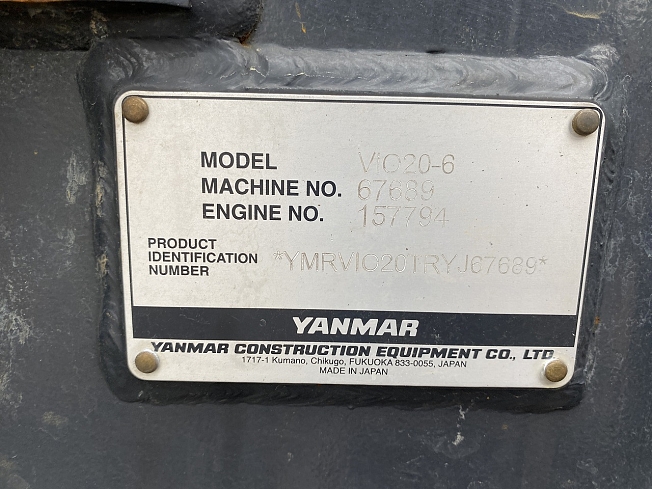 MODEL ViO20-6
MACHINE NO. 67689
ENGINE NO. 157794
PRODUCT
IDENTIFICATION
NUMBER
*YMRVIO20TRYJ67689*
YANMAR
YANMAR CONSTRUCTION EQUIPMENT CO., LTD.
1717-1 Kumano, Chikugo, FUKUOKA 833-0055, JAPAN
MADE IN JAPAN